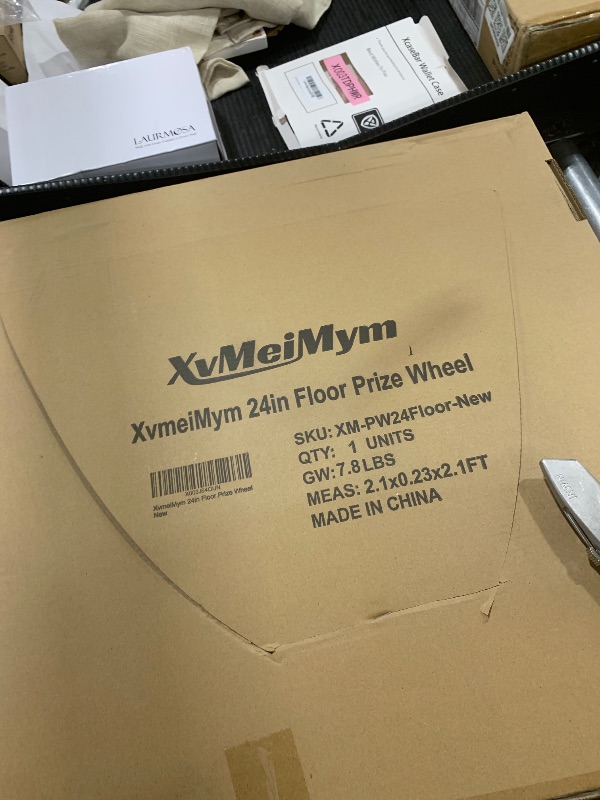 LAURMOSA
XcaseBar Wallet Case
XvMeiMym
XvmeiMym 24in Floor Prize Wheel
SKU: XM-PW24Floor-New
QTY: 1 UNITS
GW: 7.8 LBS
MEAS: 2.1x0.23x2.1FT
MADE IN CHINA
XvmeiMym 24in Floor Prize Wheel
New